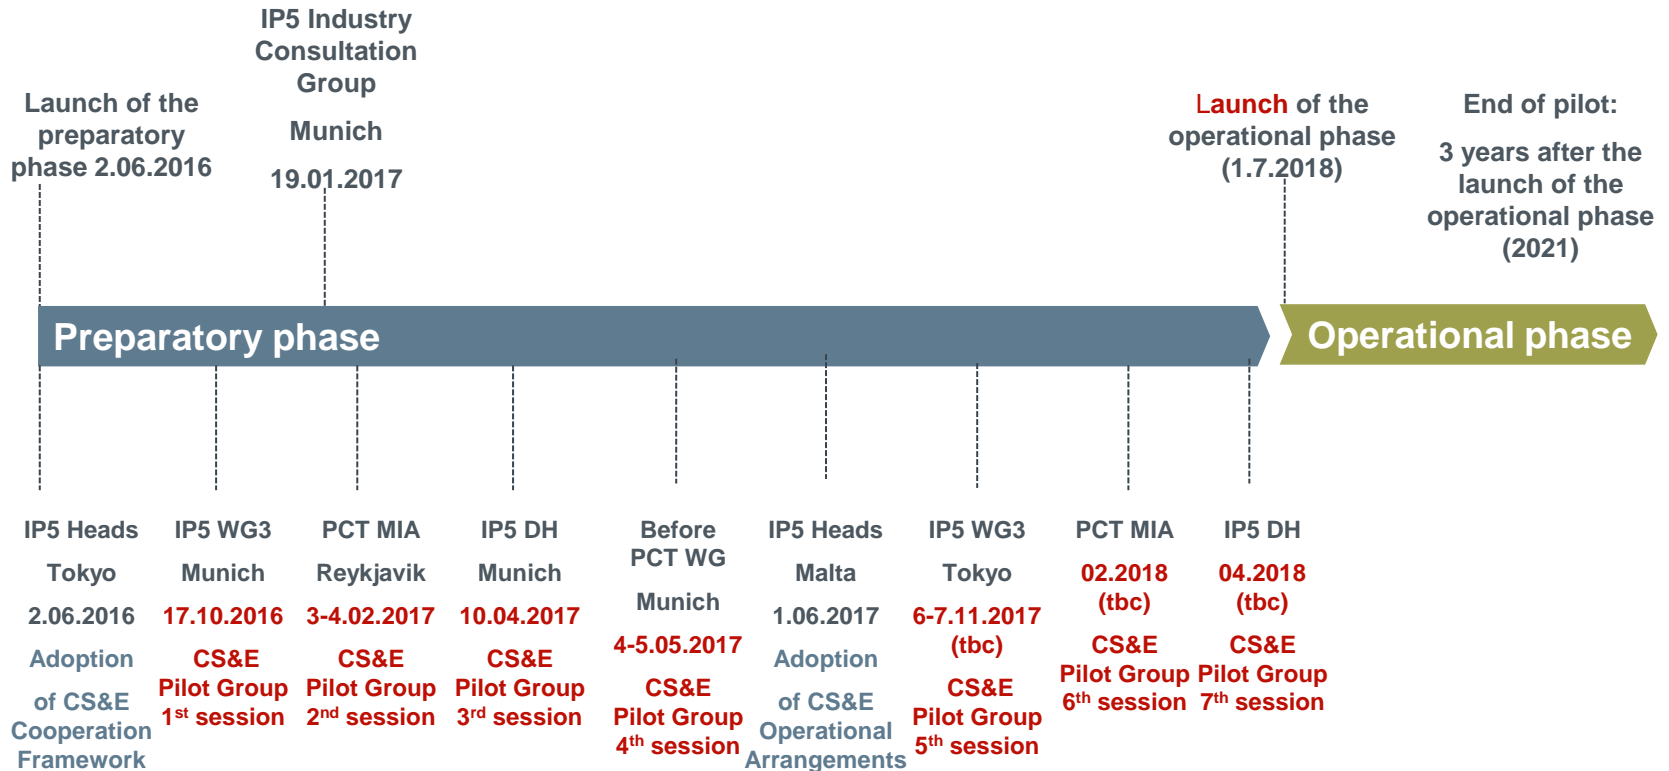 Launch of the
preparatory
phase 2.06.2016
IP5 Industry
Consultation
Group
Munich
19.01.2017
Launch of the
operational phase
(1.7.2018)
End of pilot:
3 years after the
launch of the
operational phase
(2021)
Preparatory phase
Operational phase
IP5 Heads
Tokyo
2.06.2016
Adoption
of CS&E
Cooperation
Framework
IP5 WG3
Munich
17.10.2016
CS&E
Pilot Group
1st session
PCT MIA
Reykjavik
3-4.02.2017
CS&E
Pilot Group
2nd session
IP5 DH
Munich
10.04.2017
CS&E
Pilot Group
3rd session
Before
PCT WG
Munich
4-5.05.2017
CS&E
Pilot Group
4th session
IP5 Heads
Malta
1.06.2017
Adoption
of CS&E
Operational
Arrangements
IP5 WG3
Tokyo
6-7.11.2017
(tbc)
CS&E
Pilot Group
5th session
PCT MIA
02.2018
(tbc)
CS&E
Pilot Group
6th session
IP5 DH
04.2018
(tbc)
CS&E
Pilot Group
7th session